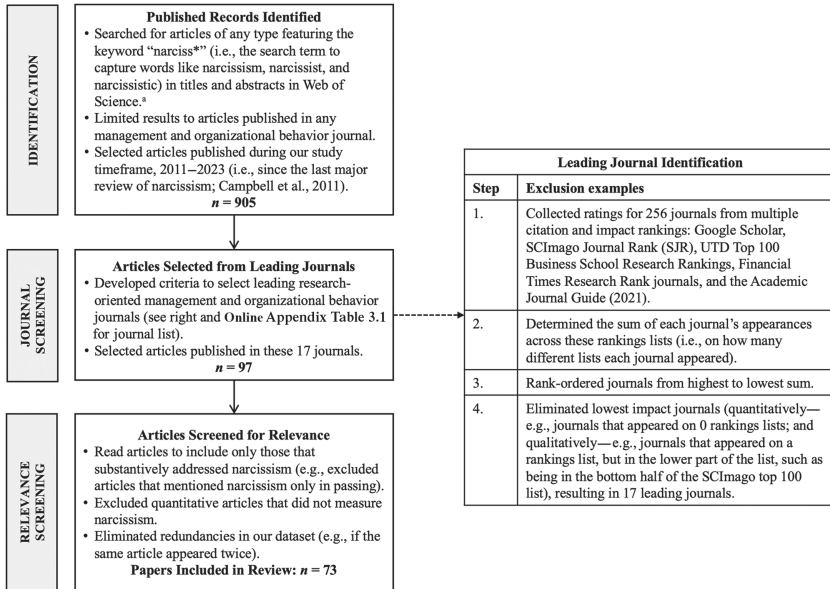 IDENTIFICATION
Published Records Identified
• Searched for articles of any type featuring the
keyword “narciss*” (i.e., the search term to
capture words like narcissism, narcissist, and
narcissistic) in titles and abstracts in Web of
Science.ᵃ
• Limited results to articles published in any
management and organizational behavior journal.
• Selected articles published during our study
timeframe, 2011–2023 (i.e., since the last major
review of narcissism; Campbell et al., 2011).
n = 905
JOURNAL
SCREENING
Articles Selected from Leading Journals
• Developed criteria to select leading research-
oriented management and organizational behavior
journals (see right and Online Appendix Table 3.1
for journal list).
• Selected articles published in these 17 journals.
n = 97
RELEVANCE
SCREENING
Articles Screened for Relevance
• Read articles to include only those that
substantively addressed narcissism (e.g., excluded
articles that mentioned narcissism only in passing).
• Excluded quantitative articles that did not measure
narcissism.
• Eliminated redundancies in our dataset (e.g., if the
same article appeared twice).
Papers Included in Review: n = 73
Leading Journal Identification
Step Exclusion examples
1. Collected ratings for 256 journals from multiple
citation and impact rankings: Google Scholar,
SCImago Journal Rank (SJR), UTD Top 100
Business School Research Rankings, Financial
Times Research Rank journals, and the Academic
Journal Guide (2021).
2. Determined the sum of each journal’s appearances
across these rankings lists (i.e., on how many
different lists each journal appeared).
3. Rank-ordered journals from highest to lowest sum.
4. Eliminated lowest impact journals (quantitatively—
e.g., journals that appeared on 0 rankings lists; and
qualitatively—e.g., journals that appeared on a
rankings list, but in the lower part of the list, such as
being in the bottom half of the SCImago top 100
list), resulting in 17 leading journals.